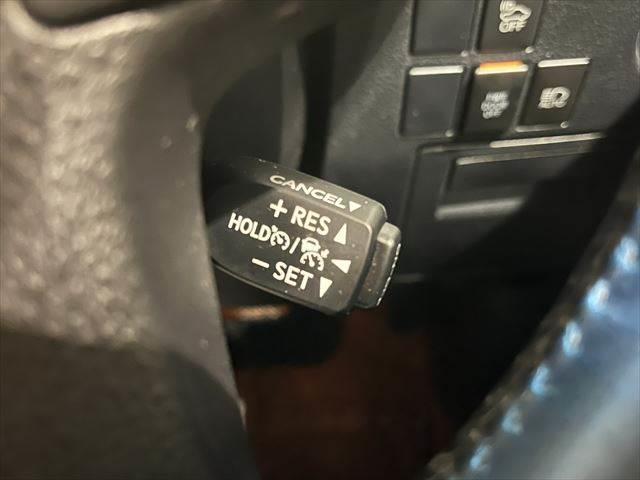 OFF
CANCEL▼
+ RES ▲
HOLD / ◀
− SET ▼